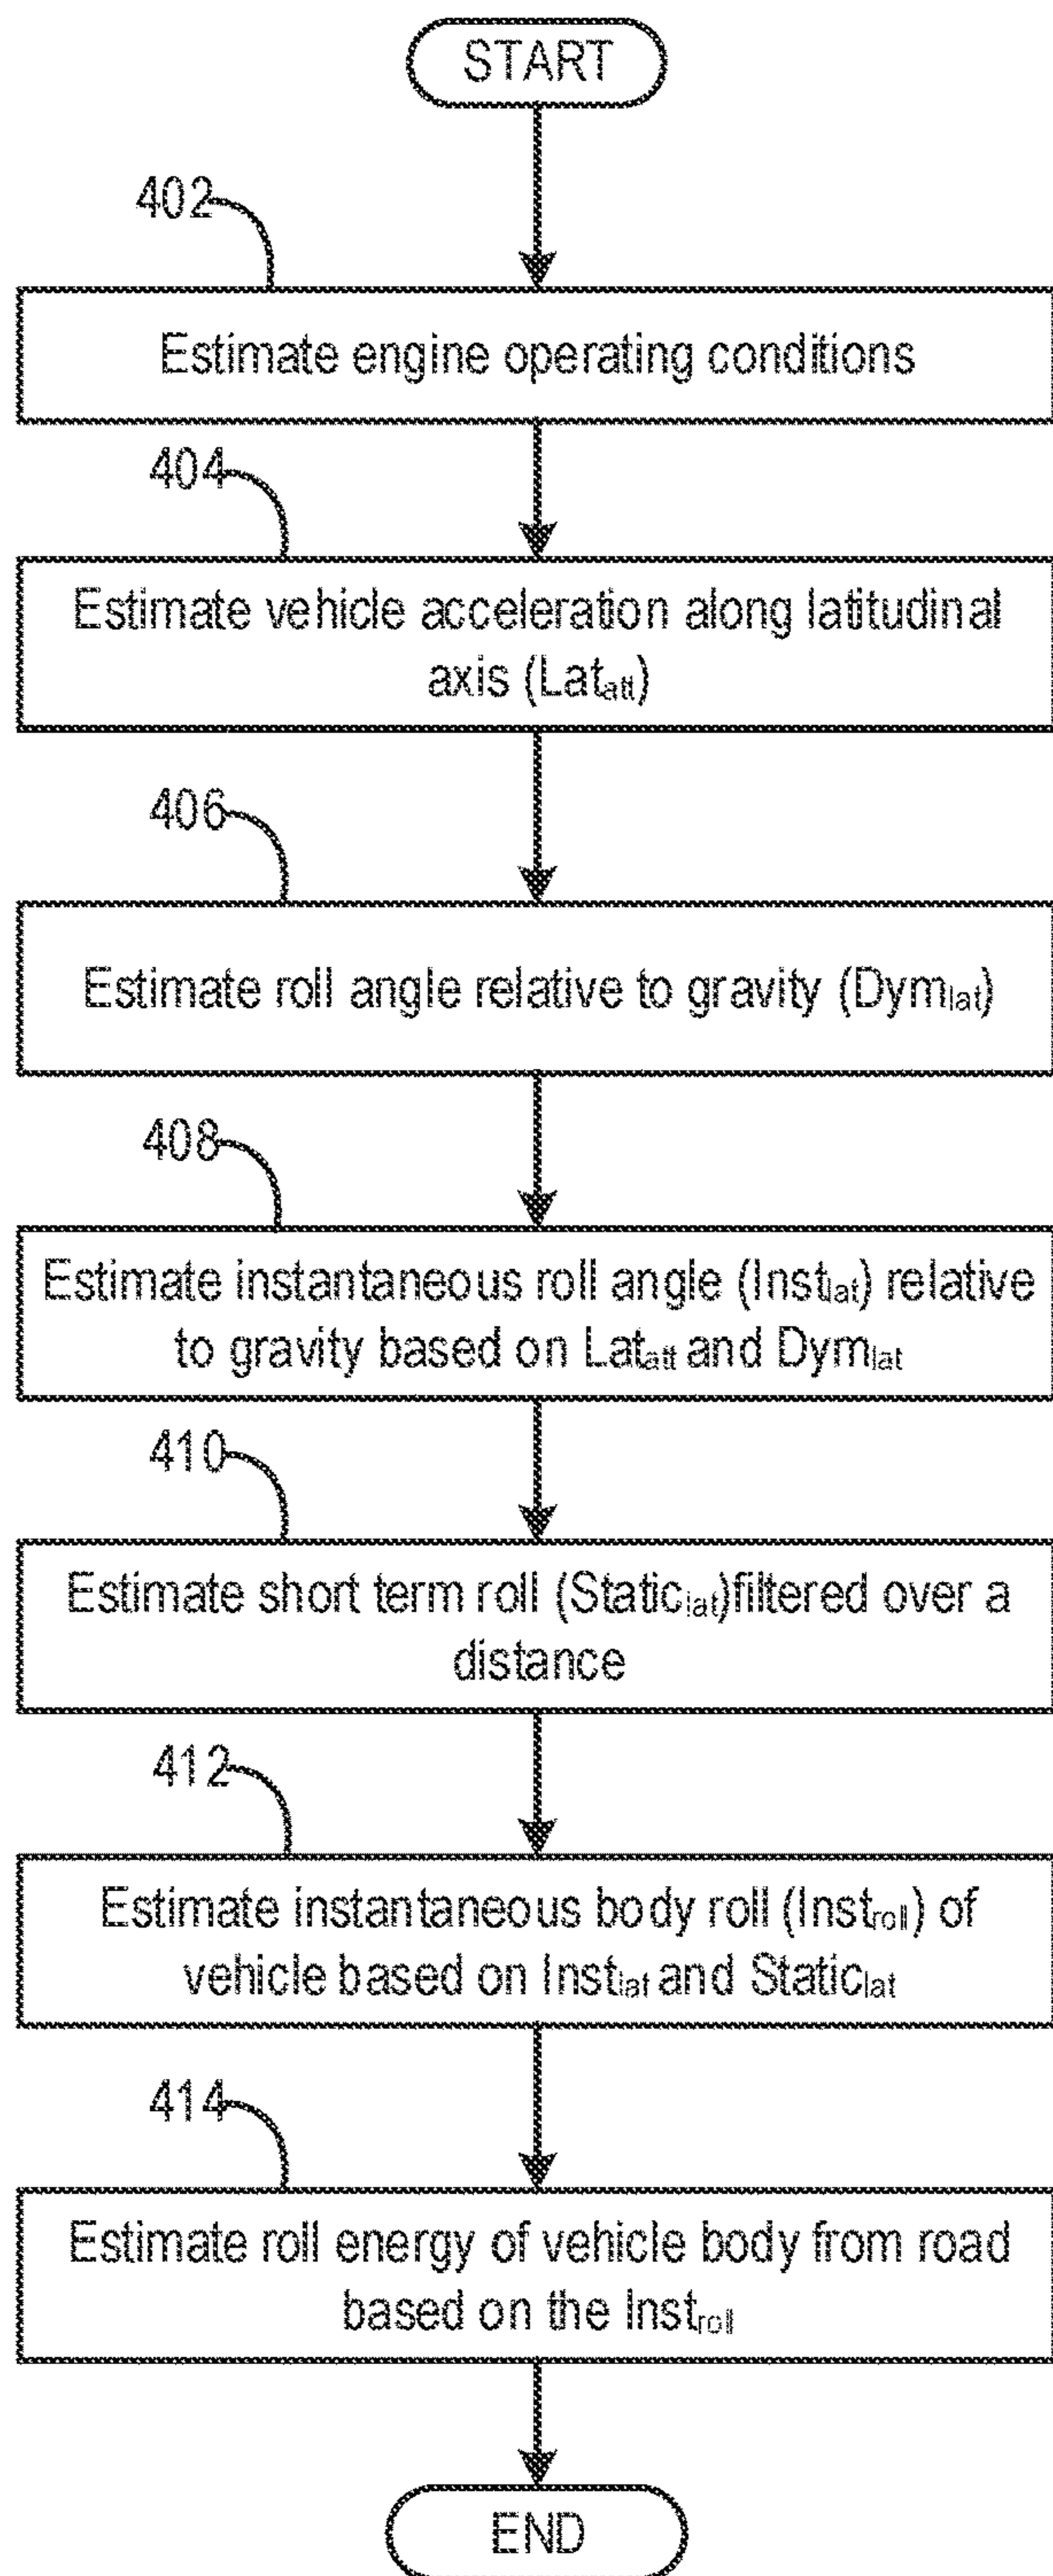 START
402
Estimate engine operating conditions
404
Estimate vehicle acceleration along latitudinal
axis (Latatt)
406
Estimate roll angle relative to gravity (Dymlat)
408
Estimate instantaneous roll angle (Instlat) relative
to gravity based on Latatt and Dymlat
410
Estimate short term roll (Staticlat)filtered over a
distance
412
Estimate instantaneous body roll (Instroll) of
vehicle based on Instlat and Staticlat
414
Estimate roll energy of vehicle body from road
based on the Instroll
END